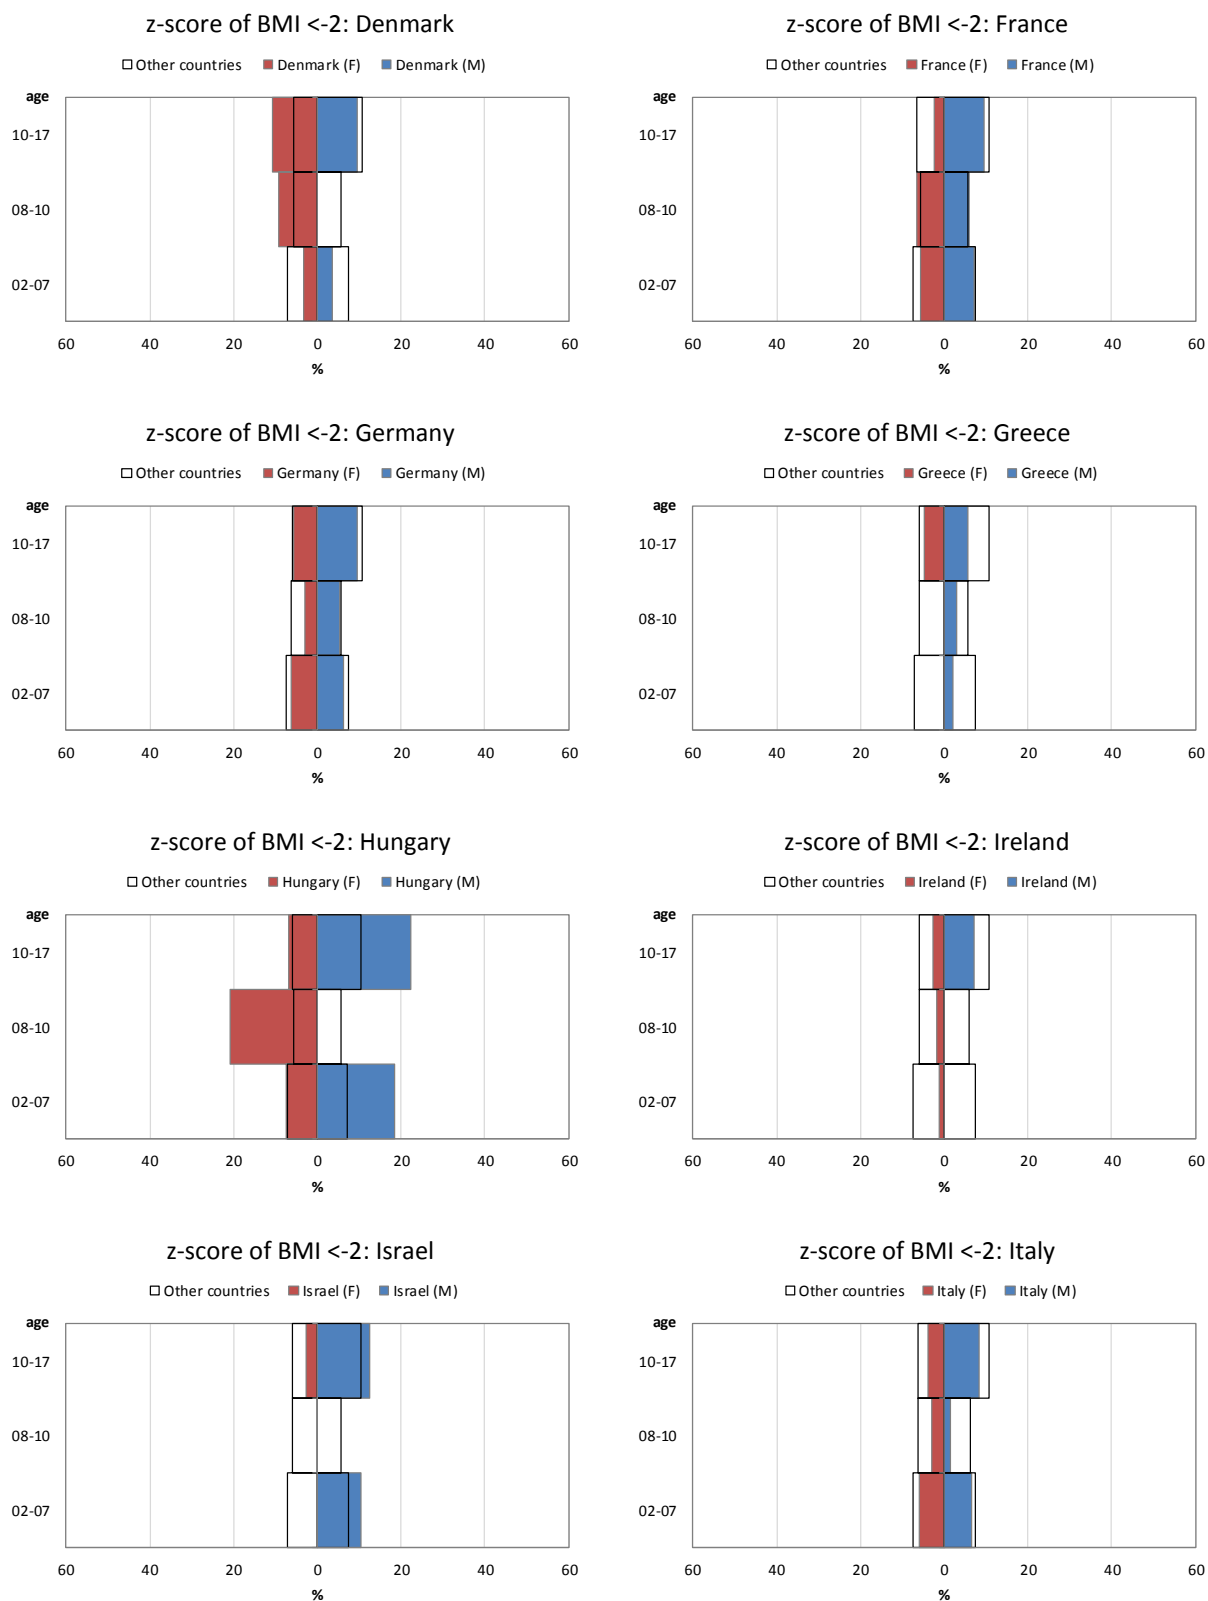 z-score of BMI <-2: Denmark
Other countries Denmark (F) Denmark (M)
age
10-17
08-10
02-07
60 40 20 0 20 40 60
%
z-score of BMI <-2: France
Other countries France (F) France (M)
age
10-17
08-10
02-07
60 40 20 0 20 40 60
%
z-score of BMI <-2: Germany
Other countries Germany (F) Germany (M)
age
10-17
08-10
02-07
60 40 20 0 20 40 60
%
z-score of BMI <-2: Greece
Other countries Greece (F) Greece (M)
age
10-17
08-10
02-07
60 40 20 0 20 40 60
%
z-score of BMI <-2: Hungary
Other countries Hungary (F) Hungary (M)
age
10-17
08-10
02-07
60 40 20 0 20 40 60
%
z-score of BMI <-2: Ireland
Other countries Ireland (F) Ireland (M)
age
10-17
08-10
02-07
60 40 20 0 20 40 60
%
z-score of BMI <-2: Israel
Other countries Israel (F) Israel (M)
age
10-17
08-10
02-07
60 40 20 0 20 40 60
%
z-score of BMI <-2: Italy
Other countries Italy (F) Italy (M)
age
10-17
08-10
02-07
60 40 20 0 20 40 60
%